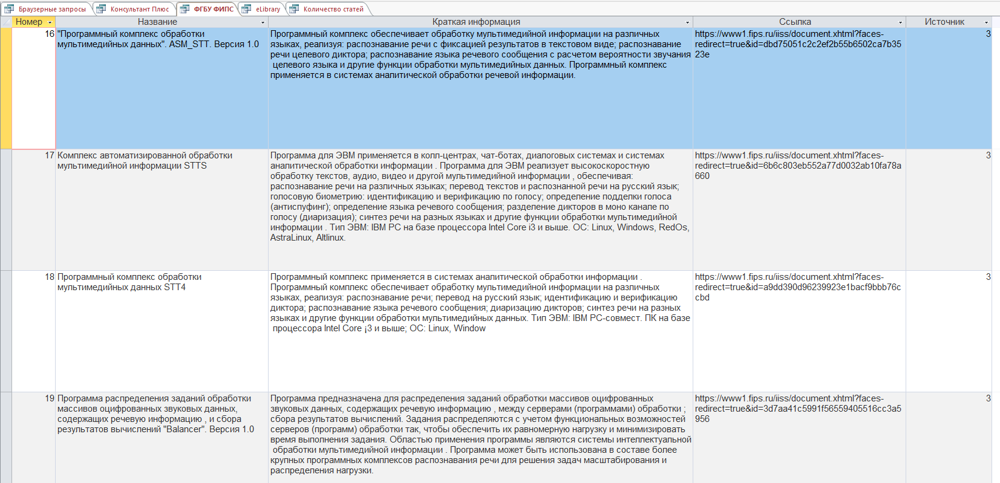 Браузерные запросы
Консультант Плюс
ФГБУ ФИПС
eLibrary
Количество статей
Номер
Название
Краткая информация
Ссылка
Источник
16
"Программный комплекс обработки
мультимедийных данных". ASM_STT. Версия 1.0
Программный комплекс обеспечивает обработку мультимедийной информации на различных
языках, реализуя: распознавание речи с фиксацией результатов в текстовом виде; распознавание
речи целевого диктора; распознавание языка речевого сообщения с расчетом вероятности звучания
целевого языка и другие функции обработки мультимедийных данных. Программный комплекс
применяется в системах аналитической обработки речевой информации.
https://www1.fips.ru/iiss/document.xhtml?faces-
redirect=true&id=dbd75051c2c2ef2b55b6502ca7b35
23e
3
17
Комплекс автоматизированной обработки
мультимедийной информации STTS
Программа для ЭВМ применяется в колл-центрах, чат-ботах, диалоговых системах и системах
аналитической обработки информации . Программа для ЭВМ реализует высокоскоростную
обработку текстов, аудио, видео и другой мультимедийной информации , обеспечивая:
распознавание речи на различных языках; перевод текстов и распознанной речи на русский язык;
голосовую биометрию: идентификацию и верификацию по голосу; определение подделки голоса
(антиспуфинг); определение языка речевого сообщения; разделение дикторов в моно канале по
голосу (диаризация); синтез речи на разных языках и другие функции обработки мультимедийной
информации . Тип ЭВМ: IBM PC на базе процессора Intel Core i3 и выше. ОС: Linux, Windows, RedOs,
AstraLinux, Altlinux.
https://www1.fips.ru/iiss/document.xhtml?faces-
redirect=true&id=6b6c803eb552a77d0032ab10fa78a
660
3
18
Программный комплекс обработки
мультимедийных данных STT4
Программный комплекс применяется в системах аналитической обработки информации .
Программный комплекс обеспечивает обработку мультимедийной информации на различных
языках, реализуя: распознавание речи; перевод на русский язык; идентификацию и верификацию
диктора; распознавание языка речевого сообщения; диаризацию дикторов; синтез речи на разных
языках и другие функции обработки мультимедийных данных. Тип ЭВМ: IBM PC-совмест. ПК на базе
процессора Intel Core ¡3 и выше; ОС: Linux, Window
https://www1.fips.ru/iiss/document.xhtml?faces-
redirect=true&id=a9dd390d96239923e1bacf9bbb76c
cbd
3
19
Программа распределения заданий обработки
массивов оцифрованных звуковых данных,
содержащих речевую информацию , и сбора
результатов вычислений "Balancer". Версия 1.0
Программа предназначена для распределения заданий обработки массивов оцифрованных
звуковых данных, содержащих речевую информацию , между серверами (программами) обработки ;
сбора результатов вычислений. Задания распределяются с учетом функциональных возможностей
серверов (программ) обработки так, чтобы обеспечить их равномерную нагрузку и минимизировать
время выполнения задания. Областью применения программы являются системы интеллектуальной
обработки мультимедийной информации . Программа может быть использована в составе более
крупных программных комплексов распознавания речи для решения задач масштабирования и
распределения нагрузки.
https://www1.fips.ru/iiss/document.xhtml?faces-
redirect=true&id=3d7aa41c5991f56559405516cc3a5
956
3